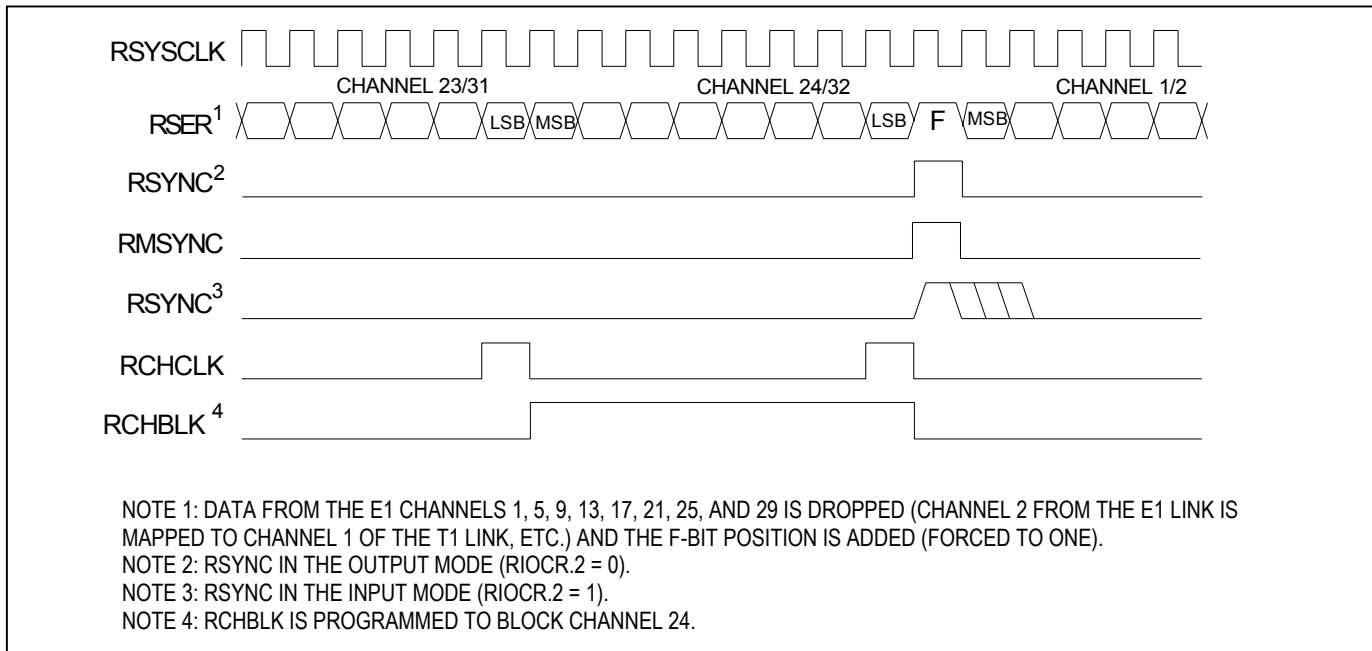 RSYSCLK
CHANNEL 23/31 CHANNEL 24/32 CHANNEL 1/2
RSER1 LSB MSB LSB F MSB
RSYNC2
RMSYNC
RSYNC3
RCHCLK
RCHBLK 4
NOTE 1: DATA FROM THE E1 CHANNELS 1, 5, 9, 13, 17, 21, 25, AND 29 IS DROPPED (CHANNEL 2 FROM THE E1 LINK IS
MAPPED TO CHANNEL 1 OF THE T1 LINK, ETC.) AND THE F-BIT POSITION IS ADDED (FORCED TO ONE).
NOTE 2: RSYNC IN THE OUTPUT MODE (RIOCR.2 = 0).
NOTE 3: RSYNC IN THE INPUT MODE (RIOCR.2 = 1).
NOTE 4: RCHBLK IS PROGRAMMED TO BLOCK CHANNEL 24.